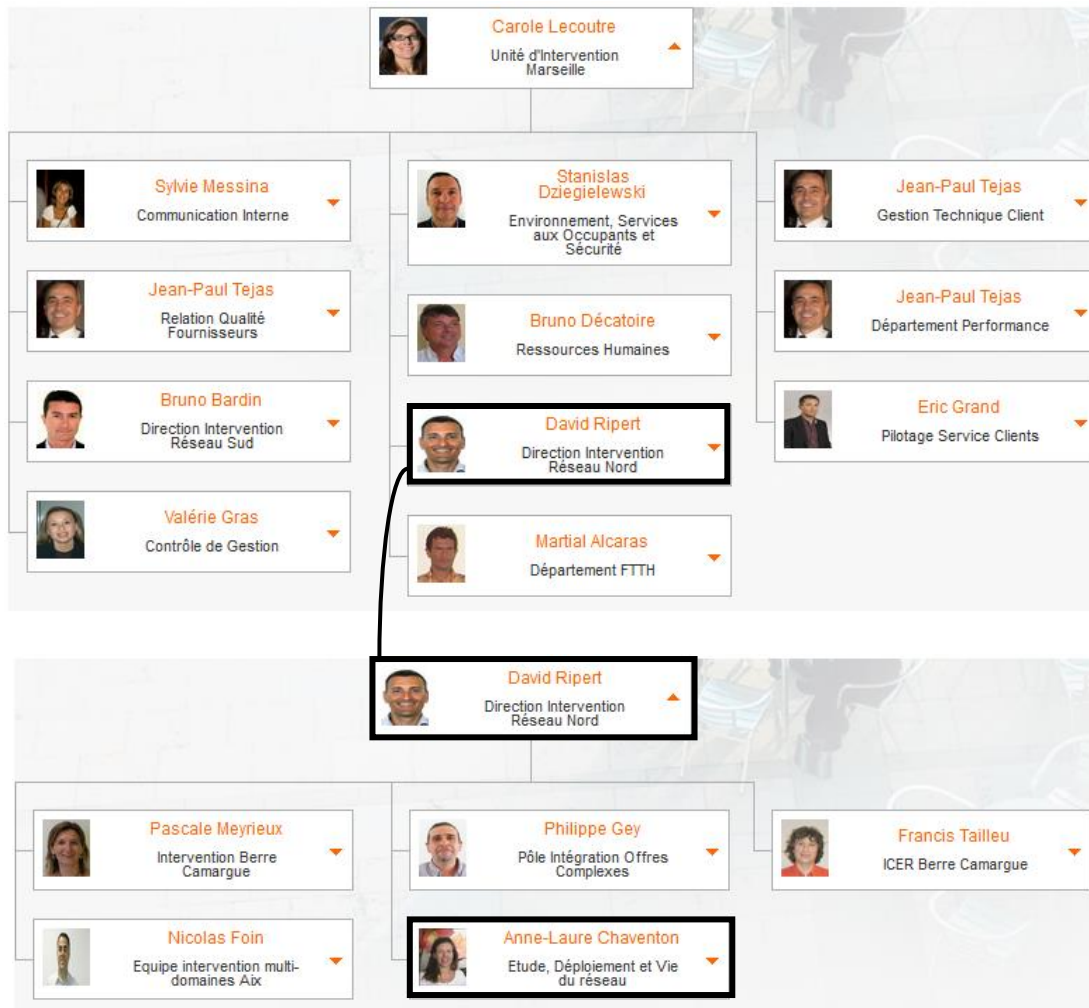 Carole Lecoutre
Unité d'Intervention
Marseille
Sylvie Messina
Communication Interne
Jean-Paul Tejas
Relation Qualité
Fournisseurs
Bruno Bardin
Direction Intervention
Réseau Sud
Valérie Gras
Contrôle de Gestion
Stanislas
Dziegielewski
Environnement, Services
aux Occupants et
Sécurité
Bruno Décatoire
Ressources Humaines
David Ripert
Direction Intervention
Réseau Nord
Martial Alcaras
Département FTTH
Jean-Paul Tejas
Gestion Technique Client
Jean-Paul Tejas
Département Performance
Eric Grand
Pilotage Service Clients
David Ripert
Direction Intervention
Réseau Nord
Pascale Meyrieux
Intervention Berre
Camargue
Nicolas Foin
Equipe intervention multi-
domaines Aix
Philippe Gey
Pôle Intégration Offres
Complexes
Anne-Laure Chaventon
Etude, Déploiement et Vie
du réseau
Francis Tailleu
ICER Berre Camargue